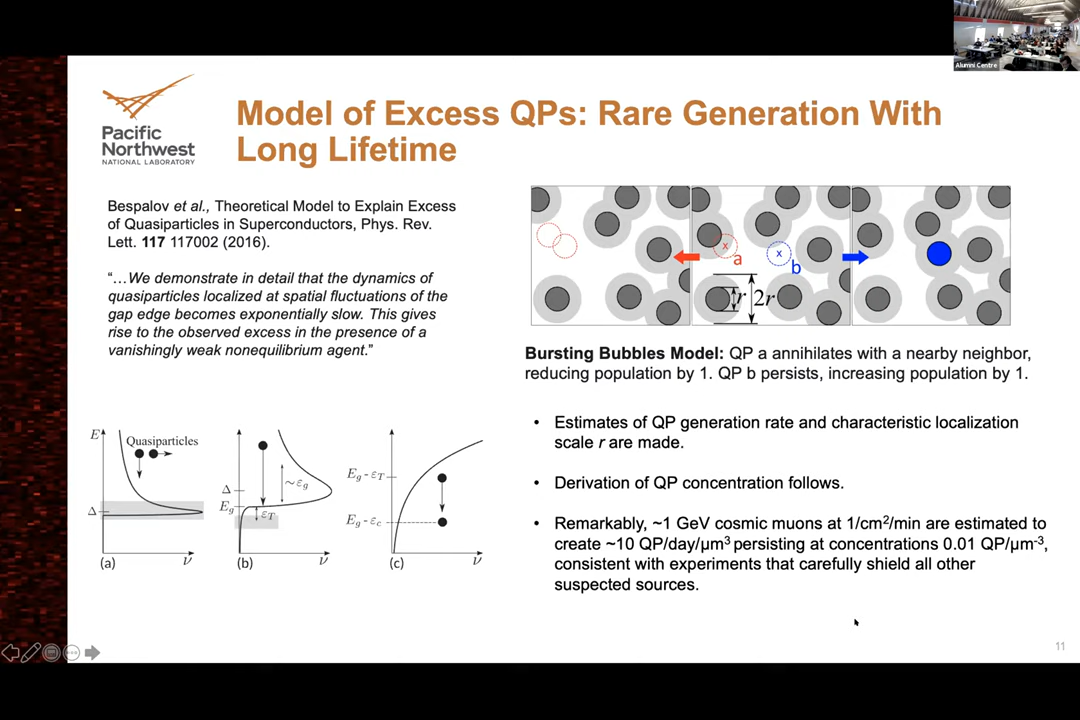 Alumni Centre
Pacific
Northwest
NATIONAL LABORATORY
Model of Excess QPs: Rare Generation With
Long Lifetime
Bespalov et al., Theoretical Model to Explain Excess
of Quasiparticles in Superconductors, Phys. Rev.
Lett. 117 117002 (2016).
“…We demonstrate in detail that the dynamics of
quasiparticles localized at spatial fluctuations of the
gap edge becomes exponentially slow. This gives
rise to the observed excess in the presence of a
vanishingly weak nonequilibrium agent.”
E
Quasiparticles
Δ
ν
(a)
Δ
E_g
~ε_g
ε_T
ν
(b)
E_g - ε_T
E_g - ε_c
ν
(c)
x
a
x
b
r
2r
Bursting Bubbles Model: QP a annihilates with a nearby neighbor,
reducing population by 1. QP b persists, increasing population by 1.
• Estimates of QP generation rate and characteristic localization
scale r are made.
• Derivation of QP concentration follows.
• Remarkably, ~1 GeV cosmic muons at 1/cm²/min are estimated to
create ~10 QP/day/µm³ persisting at concentrations 0.01 QP/µm⁻³,
consistent with experiments that carefully shield all other
suspected sources.
11